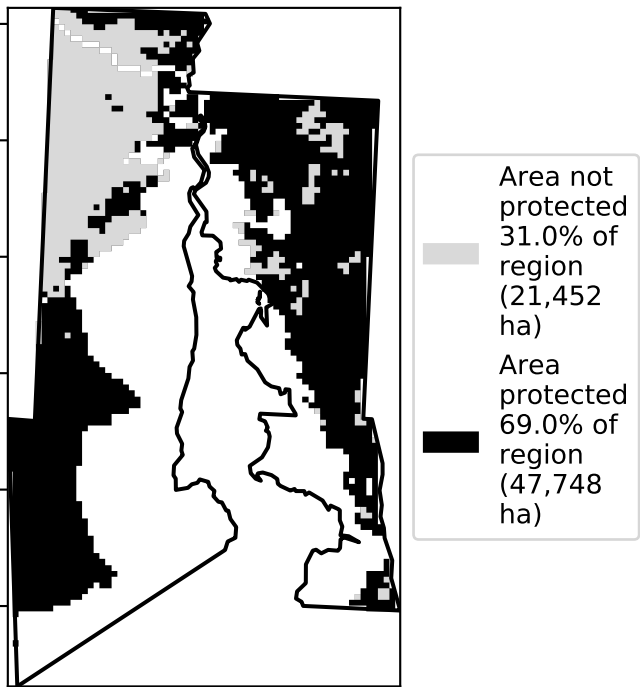 Area not
protected
31.0% of
region
(21,452
ha)
Area
protected
69.0% of
region
(47,748
ha)